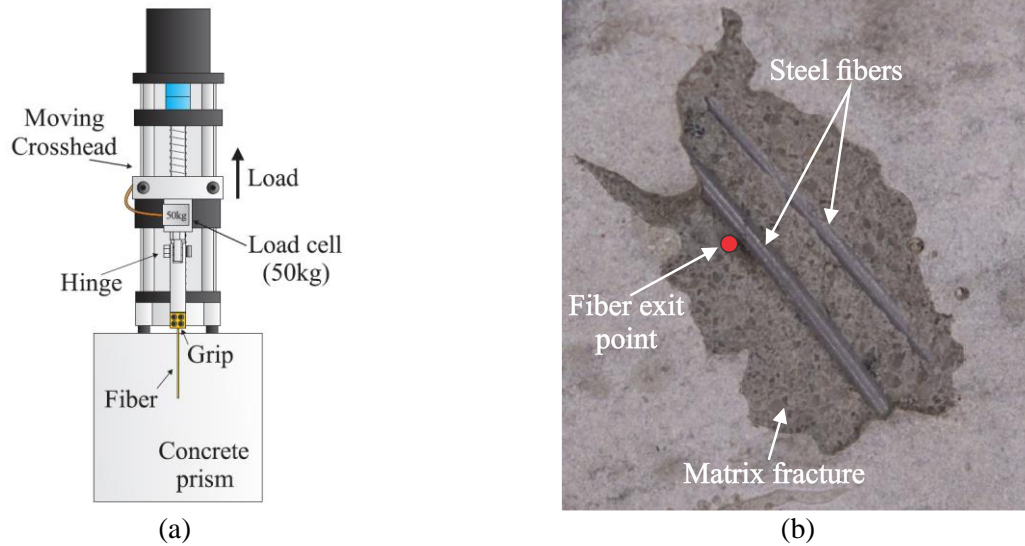 Moving
Crosshead
Load
50kg
Load cell
(50kg)
Hinge
Grip
Fiber
Concrete
prism
(a)
Steel fibers
Fiber exit
point
Matrix fracture
(b)